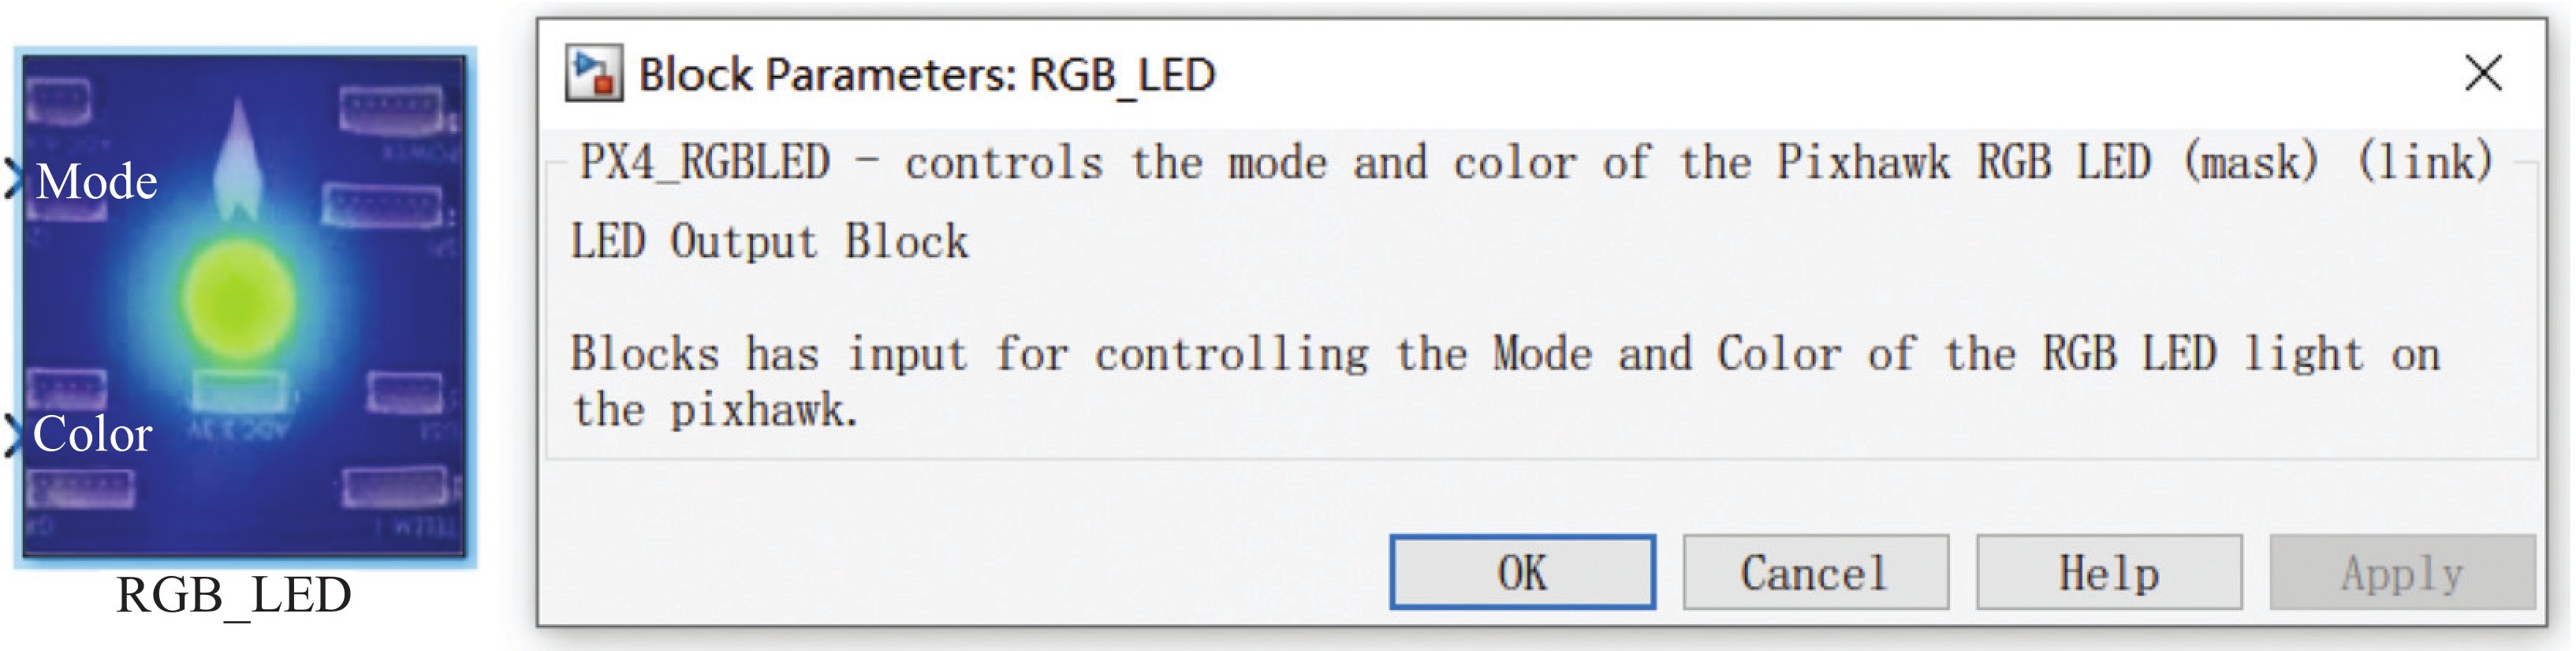 Mode
Color
RGB_LED
Block Parameters: RGB_LED
PX4_RGBLED - controls the mode and color of the Pixhawk RGB LED (mask) (link)
LED Output Block
Blocks has input for controlling the Mode and Color of the RGB LED light on
the pixhawk.
OK
Cancel
Help
Apply